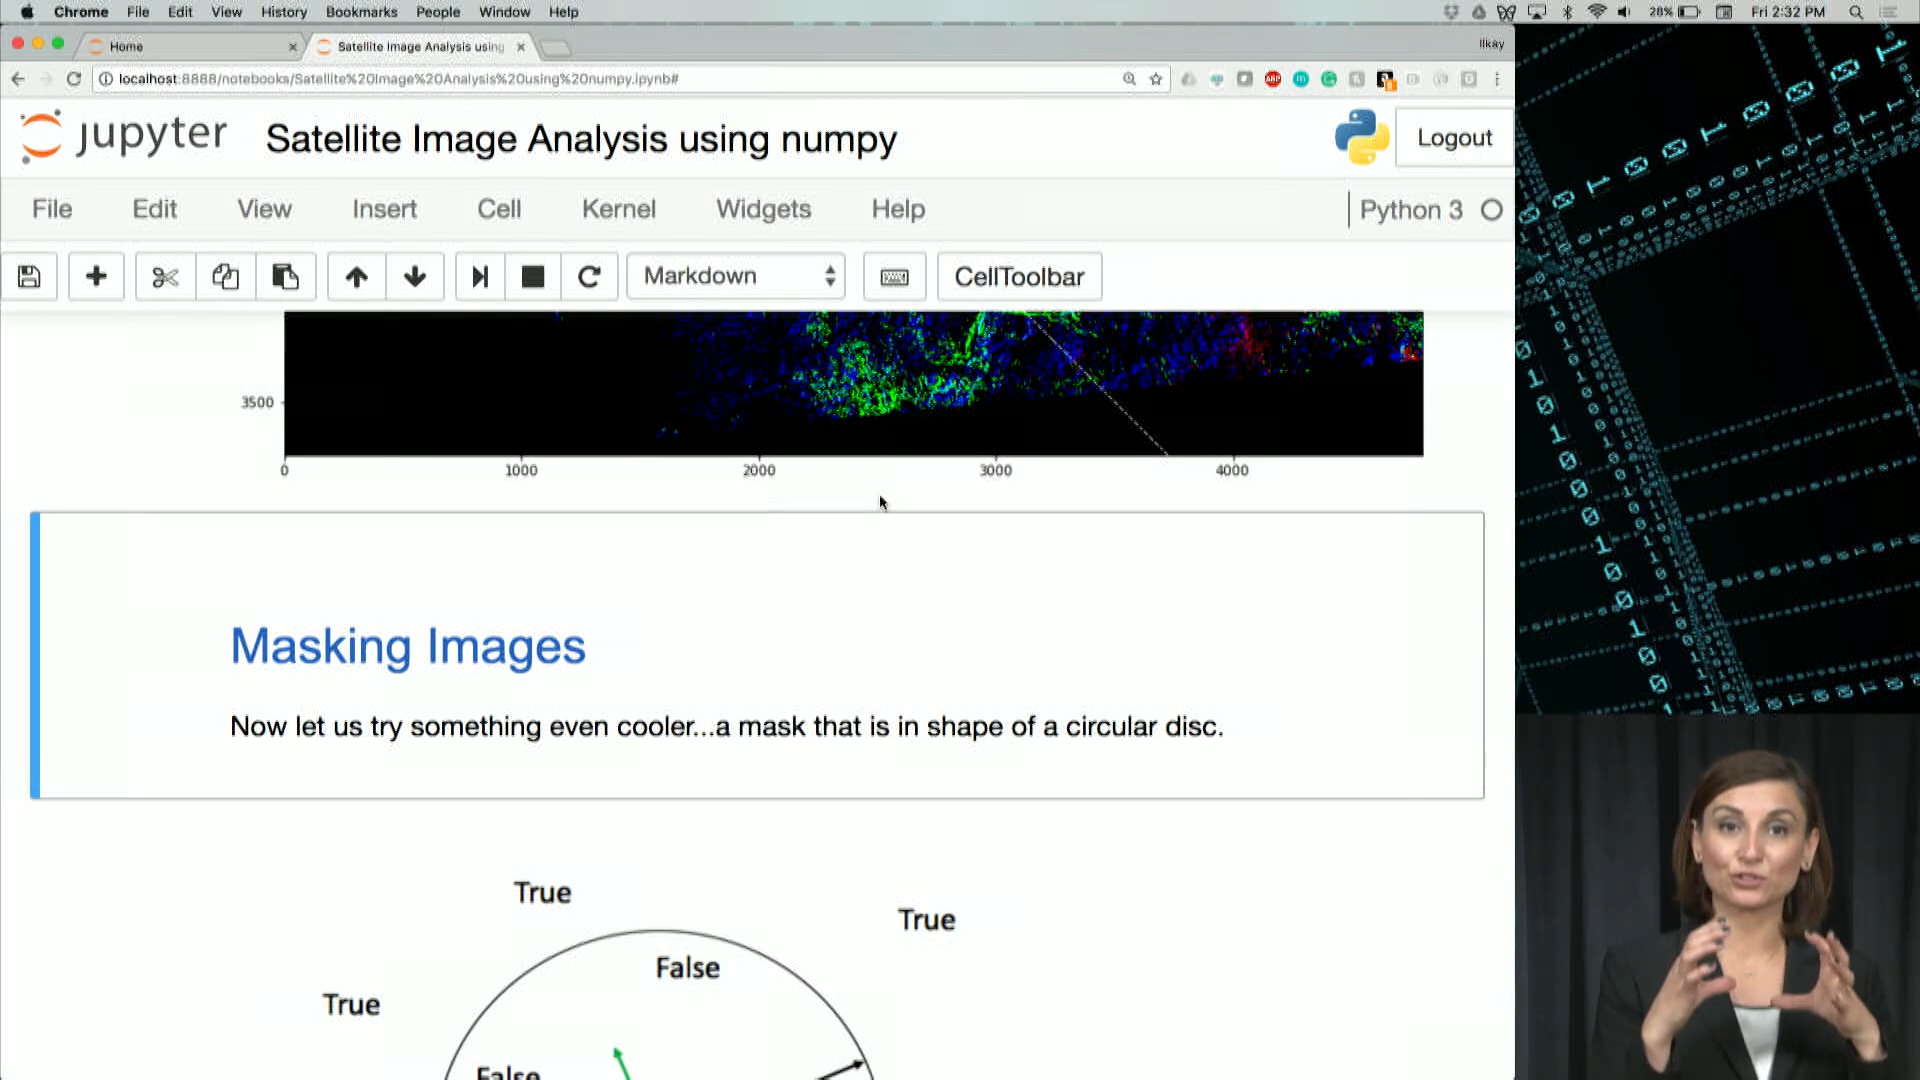 Chrome File Edit View History Bookmarks People Window Help 28% Fri 2:32 PM
Home Satellite Image Analysis using Ilkay
localhost:8888/notebooks/Satellite%20Image%20Analysis%20using%20numpy.ipynb#
ABP
jupyter Satellite Image Analysis using numpy Logout
File Edit View Insert Cell Kernel Widgets Help Python 3
Markdown CellToolbar
3500
0 1000 2000 3000 4000
Masking Images
Now let us try something even cooler...a mask that is in shape of a circular disc.
True
True
False
True
False